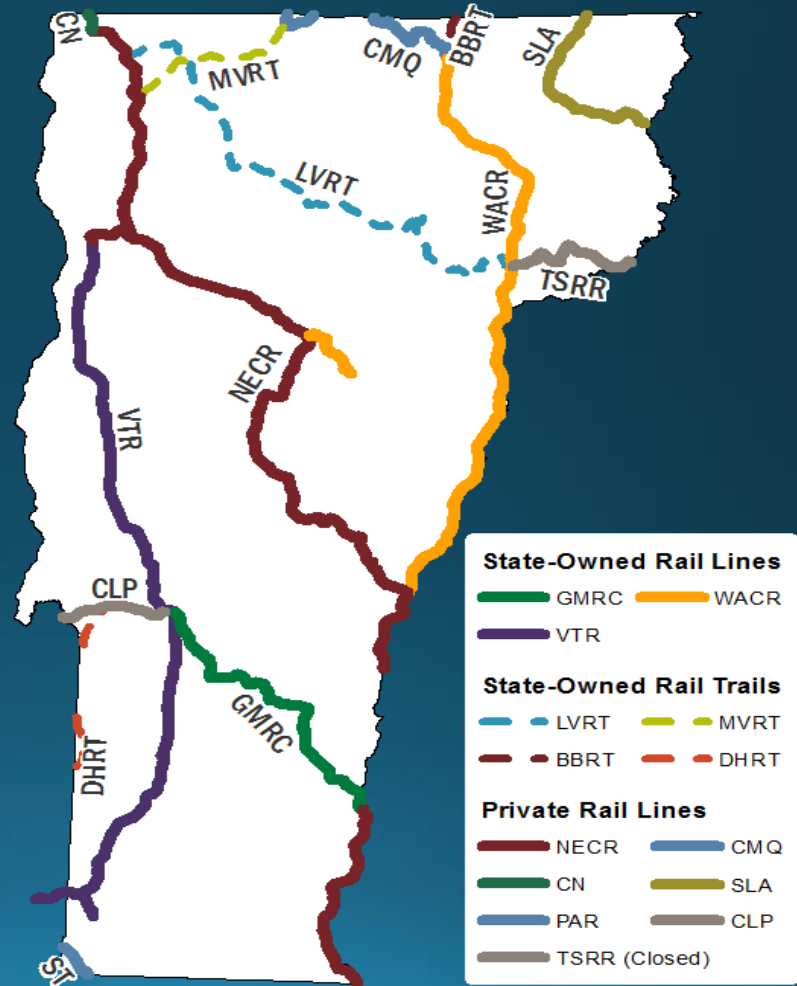 CN
MVRT
CMQ
BBRT
SLA
LVRT
WACR
TSRR
NECR
VTR
CLP
GMRC
DHRT
ST
State-Owned Rail Lines
GMRC WACR
VTR
State-Owned Rail Trails
LVRT MVRT
BBRT DHRT
Private Rail Lines
NECR CMQ
CN SLA
PAR CLP
TSRR (Closed)